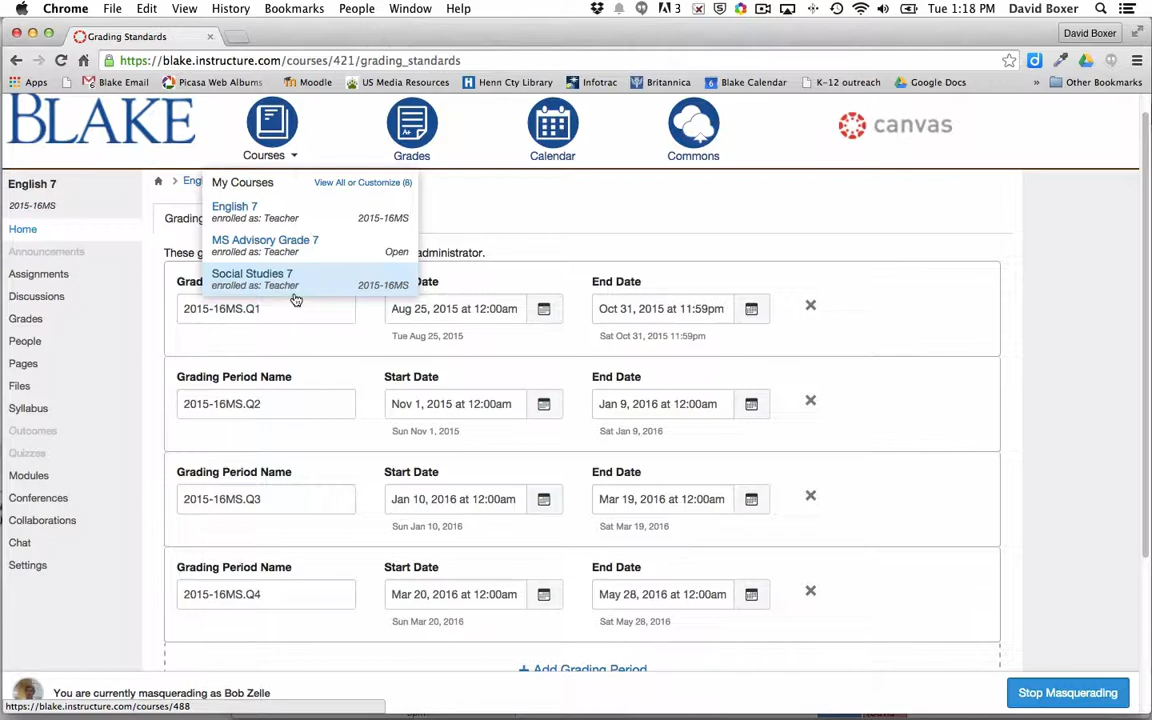 Chrome File Edit View History Bookmarks People Window Help 3 Tue 1:18 PM David Boxer
Grading Standards David Boxer
https://blake.instructure.com/courses/421/grading_standards
Apps Blake Email Picasa Web Albums Moodle US Media Resources Henn Cty Library Infotrac Britannica Blake Calendar K–12 outreach Google Docs » Other Bookmarks
BLAKE
Courses Grades Calendar Commons canvas
English 7
2015-16MS
Home
Announcements
Assignments
Discussions
Grades
People
Pages
Files
Syllabus
Outcomes
Quizzes
Modules
Conferences
Collaborations
Chat
Settings
My Courses View All or Customize (8)
English 7
enrolled as: Teacher 2015-16MS
MS Advisory Grade 7
enrolled as: Teacher Open
Social Studies 7
enrolled as: Teacher 2015-16MS
administrator.
Date End Date
2015-16MS.Q1 Aug 25, 2015 at 12:00am Oct 31, 2015 at 11:59pm
Tue Aug 25, 2015 Sat Oct 31, 2015 11:59pm
Grading Period Name Start Date End Date
2015-16MS.Q2 Nov 1, 2015 at 12:00am Jan 9, 2016 at 12:00am
Sun Nov 1, 2015 Sat Jan 9, 2016
Grading Period Name Start Date End Date
2015-16MS.Q3 Jan 10, 2016 at 12:00am Mar 19, 2016 at 12:00am
Sun Jan 10, 2016 Sat Mar 19, 2016
Grading Period Name Start Date End Date
2015-16MS.Q4 Mar 20, 2016 at 12:00am May 28, 2016 at 12:00am
Sun Mar 20, 2016 Sat May 28, 2016
+ Add Grading Period
You are currently masquerading as Bob Zelle Stop Masquerading
https://blake.instructure.com/courses/488